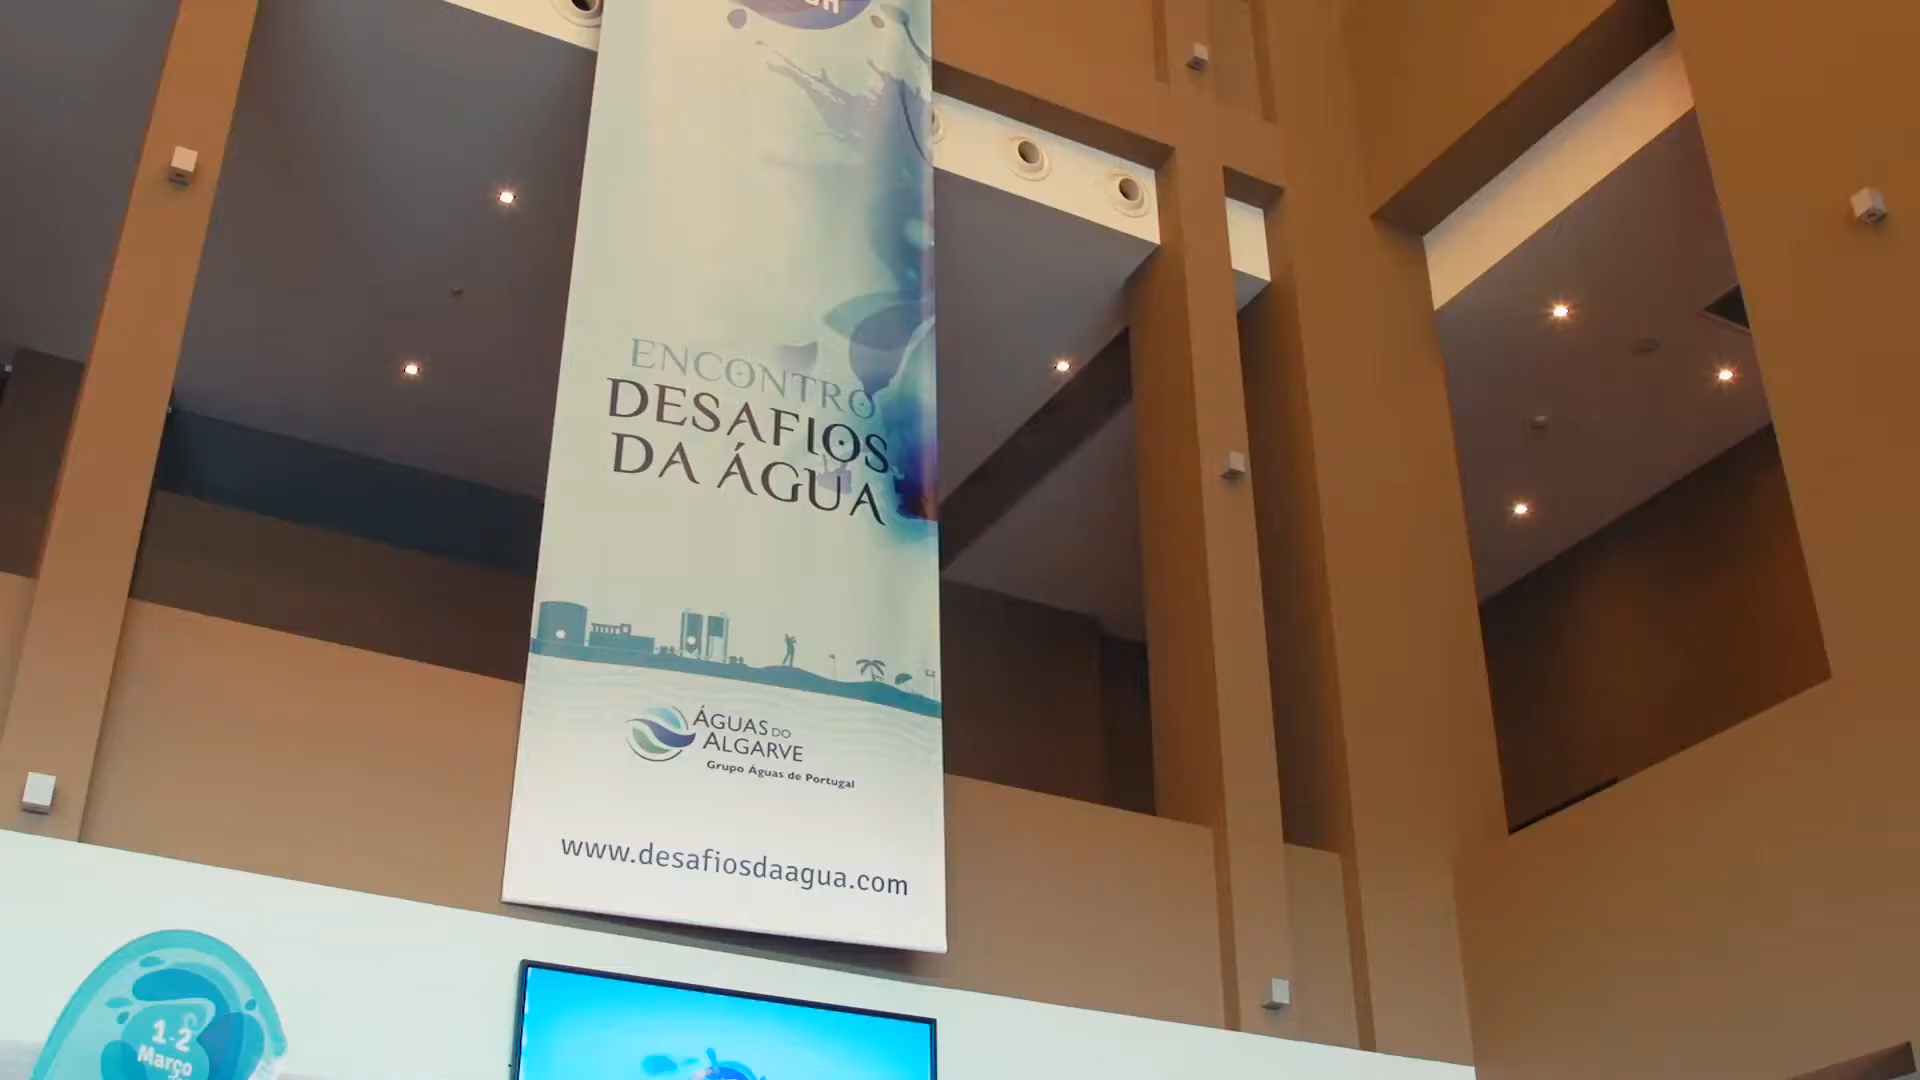 ENCONTRO
DESAFIOS
DA ÁGUA
ÁGUAS DO
ALGARVE
Grupo Águas de Portugal
www.desafiosdaagua.com
1-2
Março